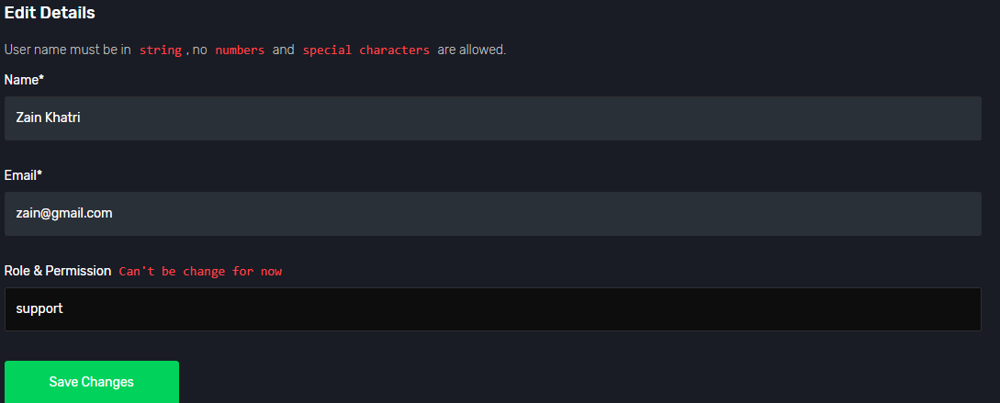 Edit Details
User name must be in string , no numbers and special characters are allowed.
Name*
Zain Khatri
Email*
zain@gmail.com
Role & Permission Can't be change for now
support
Save Changes